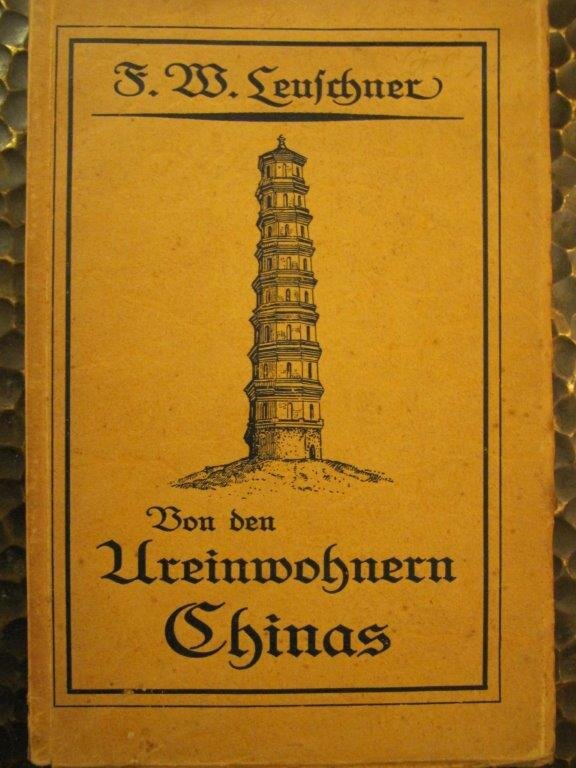 F. W. Leuſchner
Von den
Ureinwohnern
Chinas